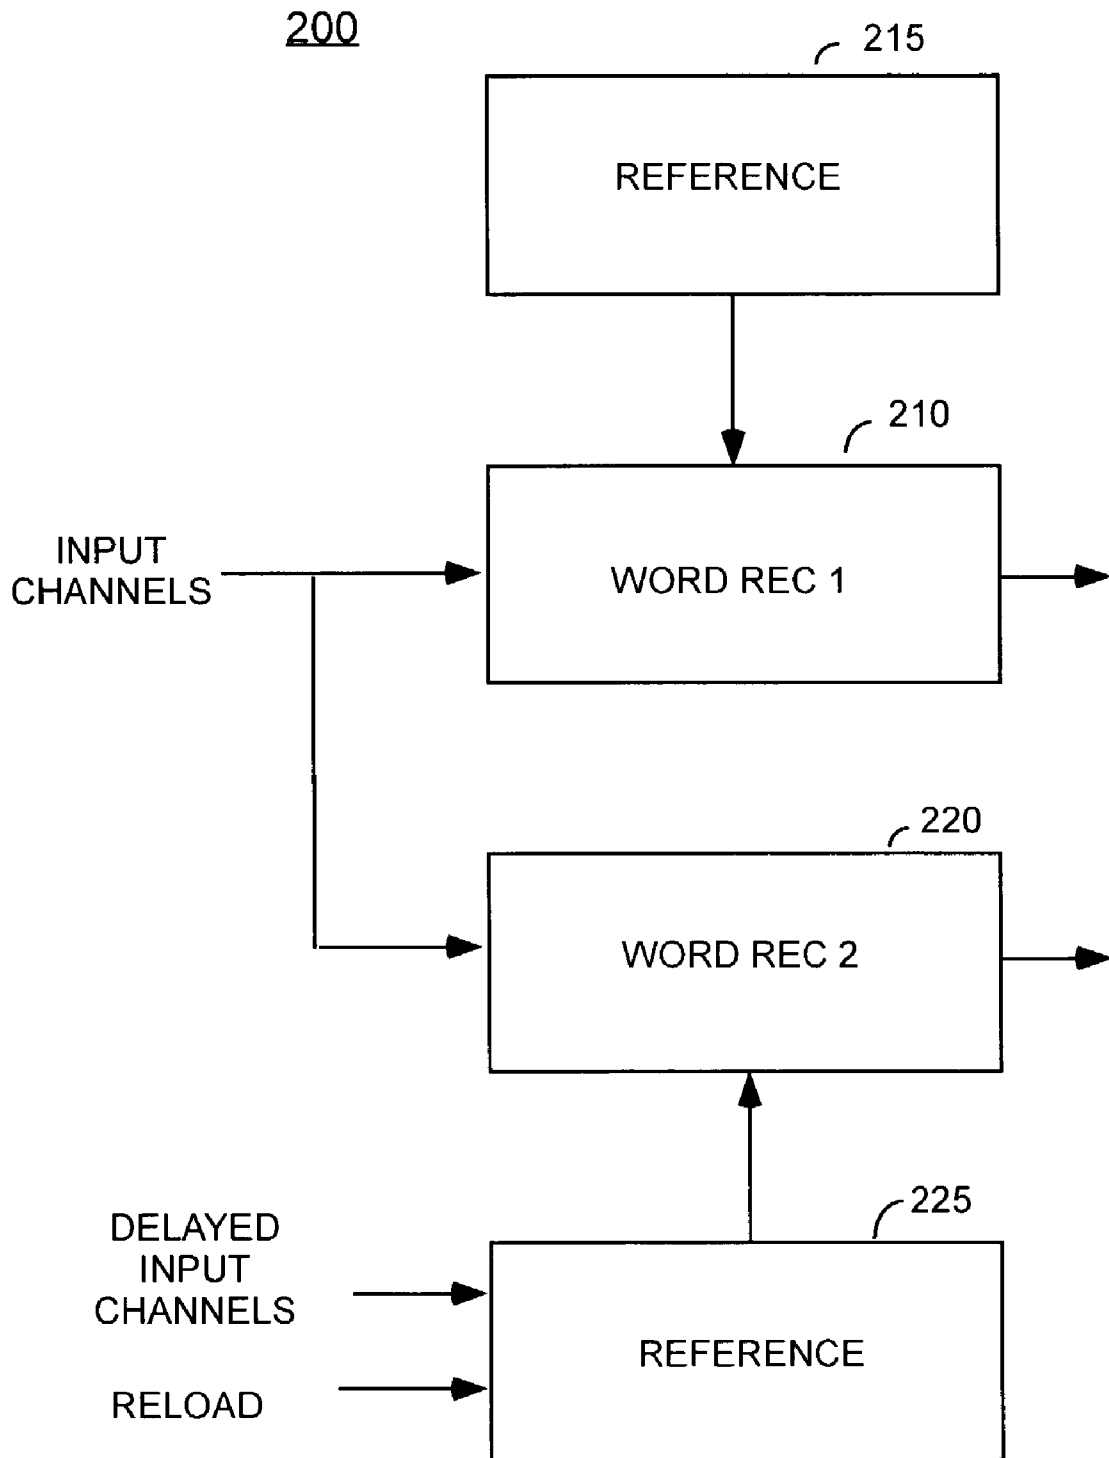 200
215
REFERENCE
210
INPUT
CHANNELS
WORD REC 1
220
WORD REC 2
225
DELAYED
INPUT
CHANNELS
REFERENCE
RELOAD